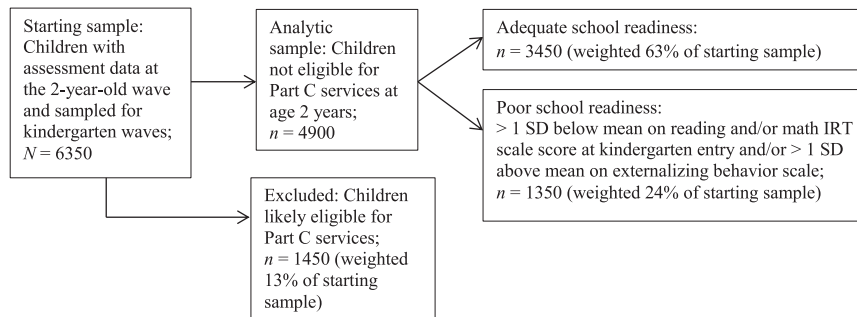 Starting sample:
Children with
assessment data at
the 2-year-old wave
and sampled for
kindergarten waves;
N = 6350
Analytic
sample: Children
not eligible for
Part C services at
age 2 years;
n = 4900
Adequate school readiness:
n = 3450 (weighted 63% of starting sample)
Poor school readiness:
> 1 SD below mean on reading and/or math IRT
scale score at kindergarten entry and/or > 1 SD
above mean on externalizing behavior scale;
n = 1350 (weighted 24% of starting sample)
Excluded: Children
likely eligible for
Part C services;
n = 1450 (weighted
13% of starting
sample)